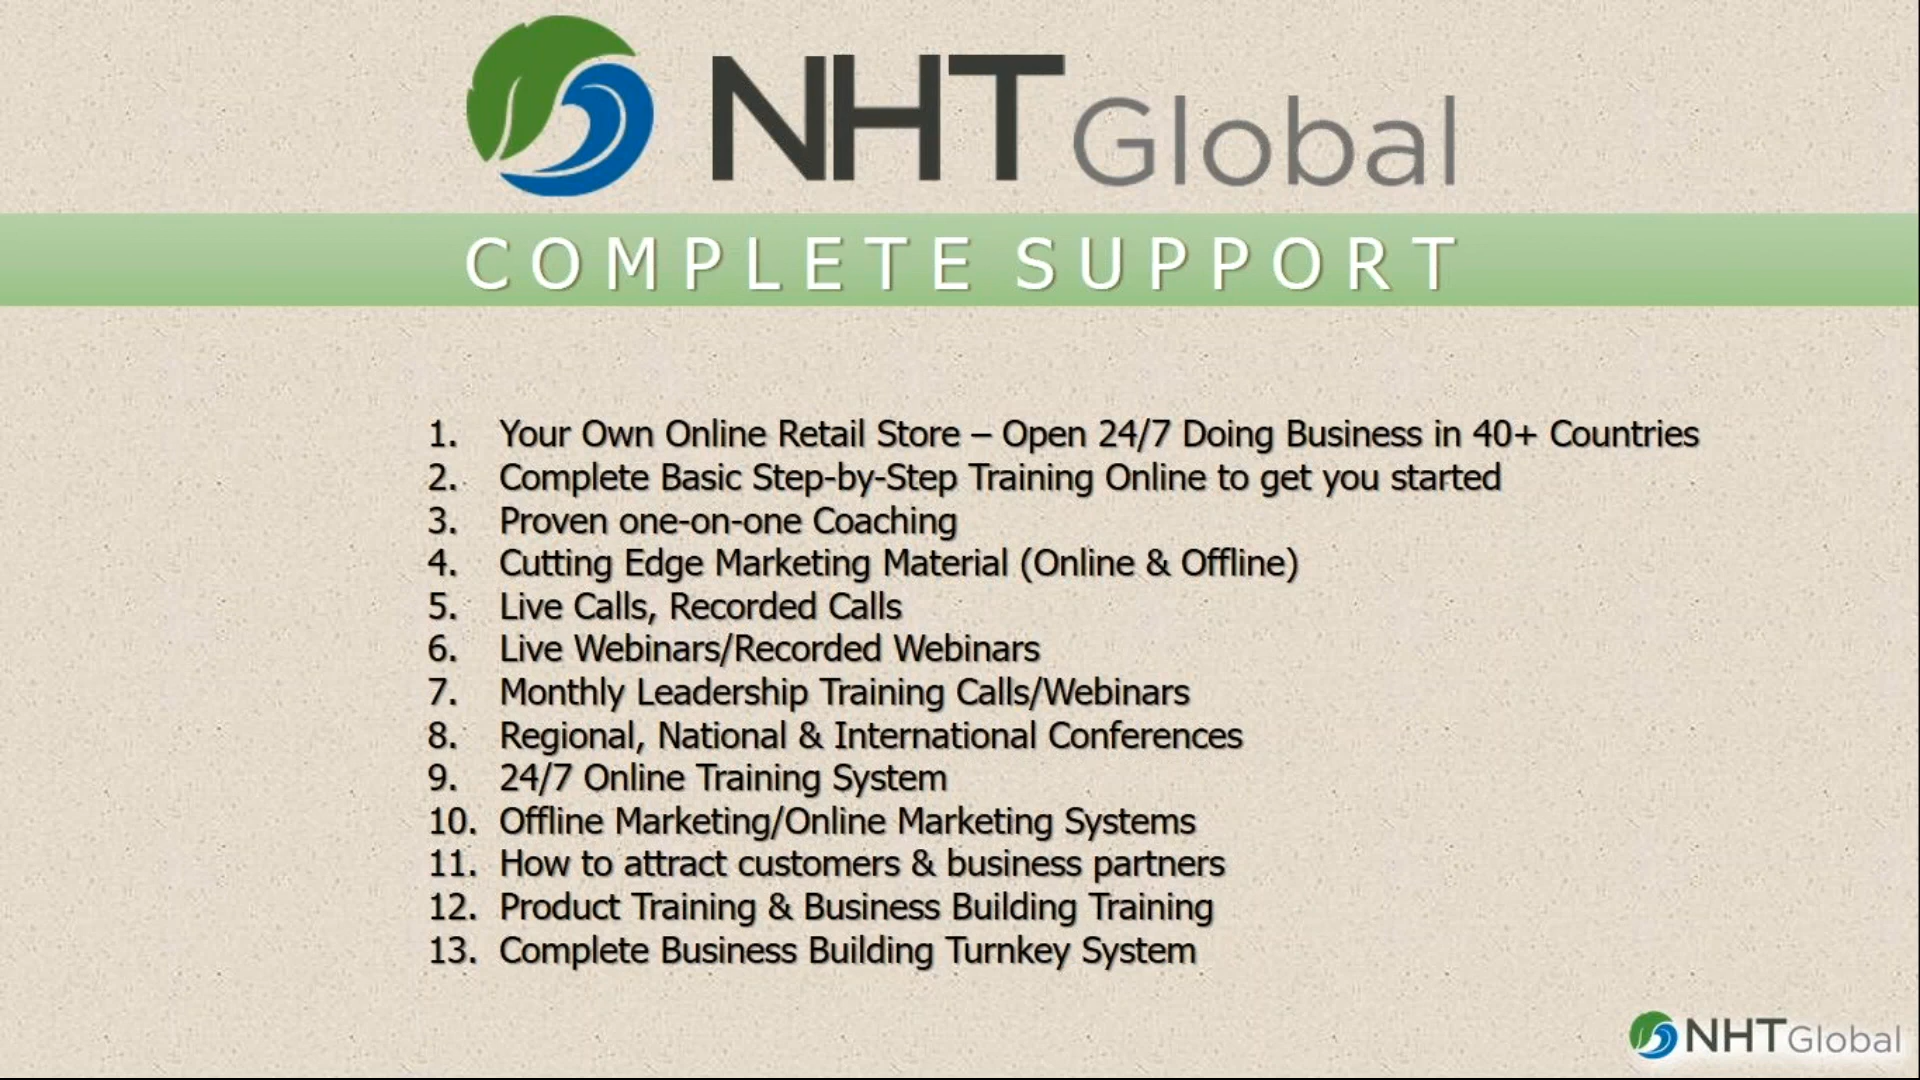 NHT Global
COMPLETE SUPPORT
1. Your Own Online Retail Store – Open 24/7 Doing Business in 40+ Countries
2. Complete Basic Step-by-Step Training Online to get you started
3. Proven one-on-one Coaching
4. Cutting Edge Marketing Material (Online & Offline)
5. Live Calls, Recorded Calls
6. Live Webinars/Recorded Webinars
7. Monthly Leadership Training Calls/Webinars
8. Regional, National & International Conferences
9. 24/7 Online Training System
10. Offline Marketing/Online Marketing Systems
11. How to attract customers & business partners
12. Product Training & Business Building Training
13. Complete Business Building Turnkey System
NHT Global